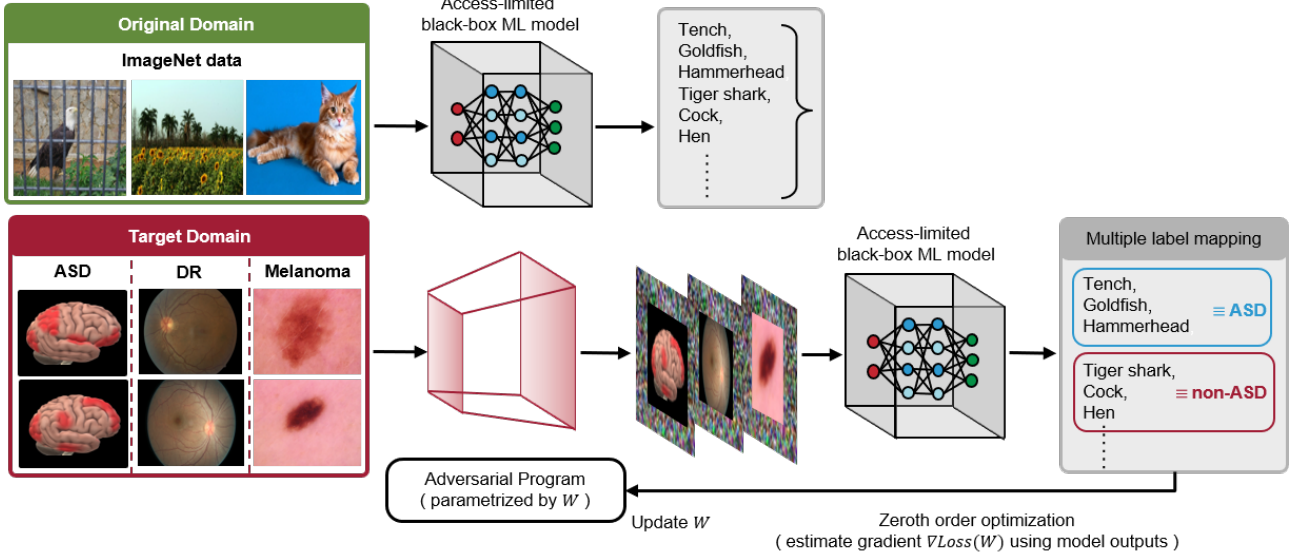 Original Domain
ImageNet data
Access-limited
black-box ML model
Tench,
Goldfish,
Hammerhead
Tiger shark,
Cock,
Hen
Target Domain
ASD
DR
Melanoma
Access-limited
black-box ML model
Multiple label mapping
Tench,
Goldfish,
Hammerhead,
≡ ASD
Tiger shark,
Cock,
Hen
≡ non-ASD
Adversarial Program
( parametrized by W )
Update W
Zeroth order optimization
( estimate gradient ∇Loss(W) using model outputs )